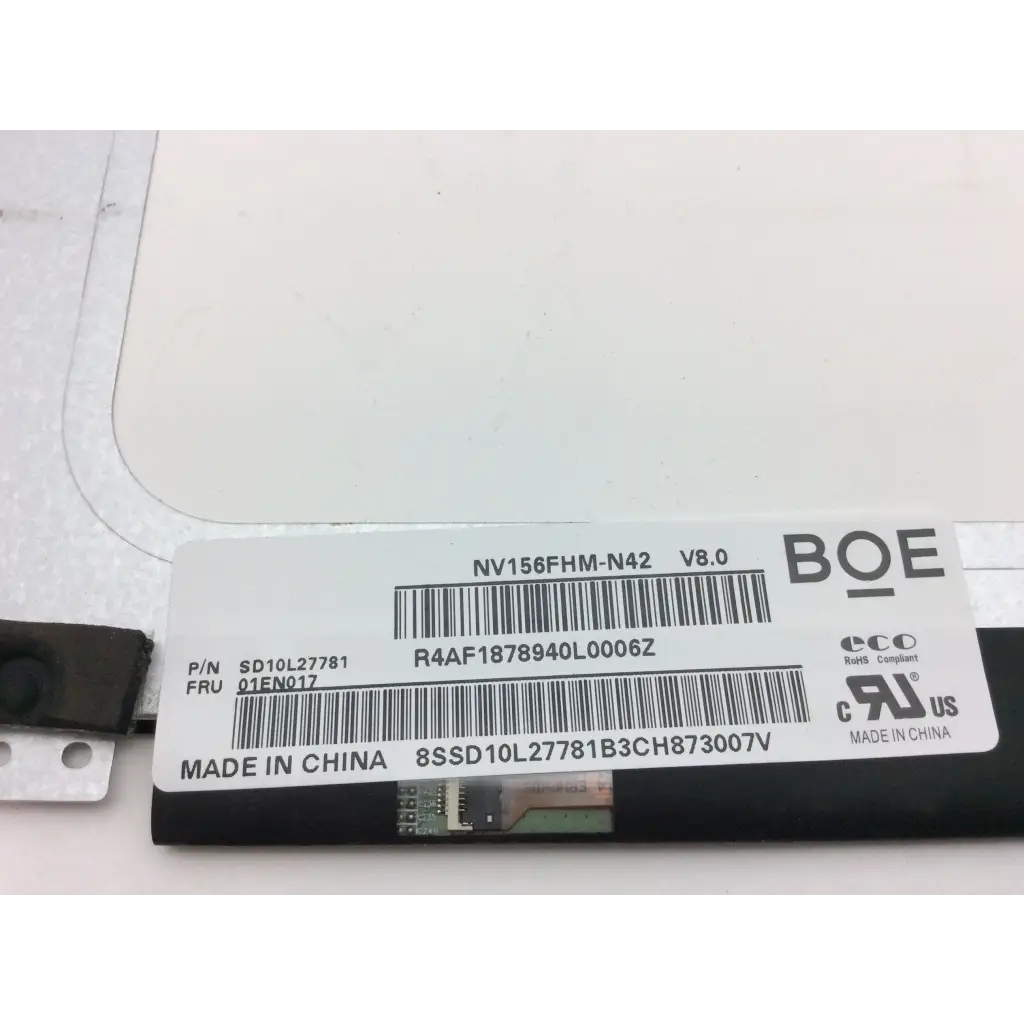 NV156FHM-N42 V8.0
BOE
R4AF1878940L0006Z
eco
RoHS Compliant
P/N SD10L27781
FRU 01EN017
C RU ® US
MADE IN CHINA
8SSD10L27781B3CH873007V
MADE IN CHINA